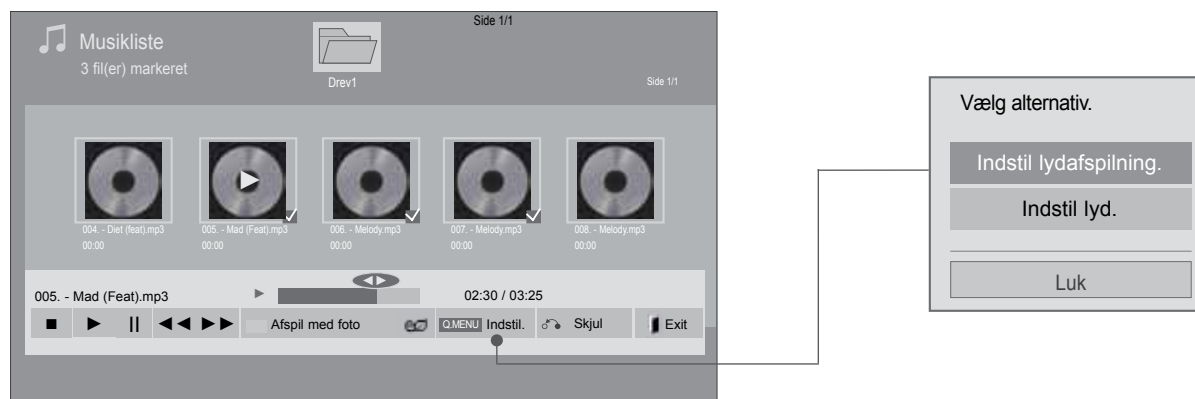 Side 1/1
Musikliste
3 fil(er) markeret
Drev1
Side 1/1
004. - Diet (feat).mp3
00:00
005. - Mad (Feat).mp3
00:00
006. - Melody.mp3
00:00
007. - Melody.mp3
00:00
008. - Melody.mp3
00:00
005. - Mad (Feat).mp3
02:30 / 03:25
Afspil med foto
Q.MENU Indstil.
Skjul
Exit
Vælg alternativ.
Indstil lydafspilning.
Indstil lyd.
Luk